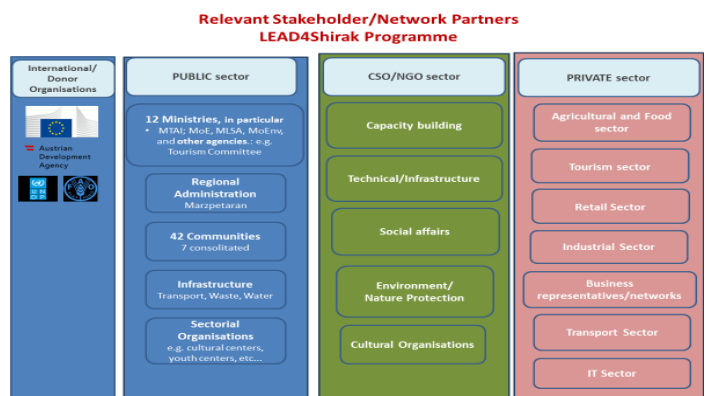 Relevant Stakeholder/Network Partners
LEAD4Shirak Programme
International/
Donor
Organisations
Austrian
Development
Agency
PUBLIC sector
12 Ministries, in particular
• MTAI; MoE, MLSA, MoEnv,
and other agencies.: e.g.
Tourism Committee
Regional
Administration
Marzpetaran
42 Communities
7 consolitated
Infrastructure
Transport, Waste, Water
Sectorial
Organisations
e.g. cultural centers,
youth centers, etc...
CSO/NGO sector
Capacity building
Technical/Infrastructure
Social affairs
Environment/
Nature Protection
Cultural Organisations
PRIVATE sector
Agricultural and Food
sector
Tourism sector
Retail Sector
Industrial Sector
Business
representatives/networks
Transport Sector
IT Sector